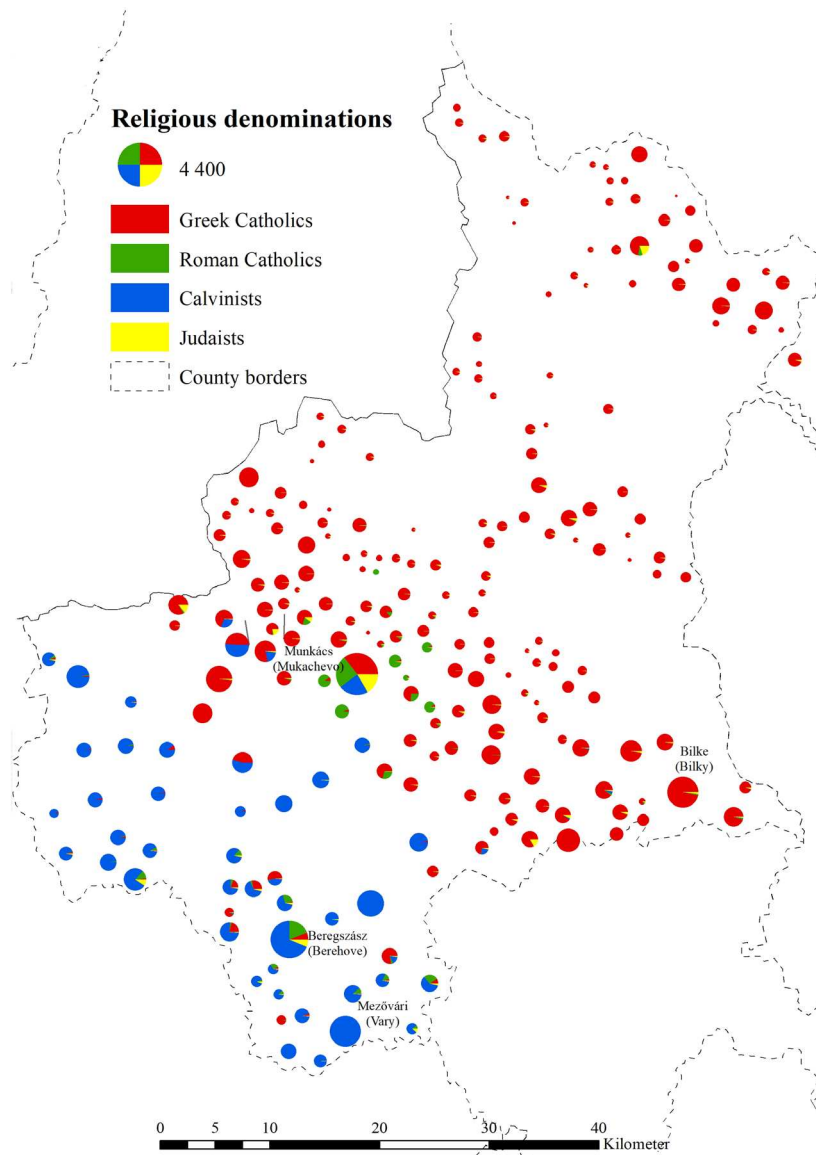 Religious denominations
4 400
Greek Catholics
Roman Catholics
Calvinists
Judaists
County borders
Munkács
(Mukachevo)
Bilke
(Bilky)
Beregszász
(Berehove)
Mezővári
(Vary)
0 5 10 20 30 40
Kilometer